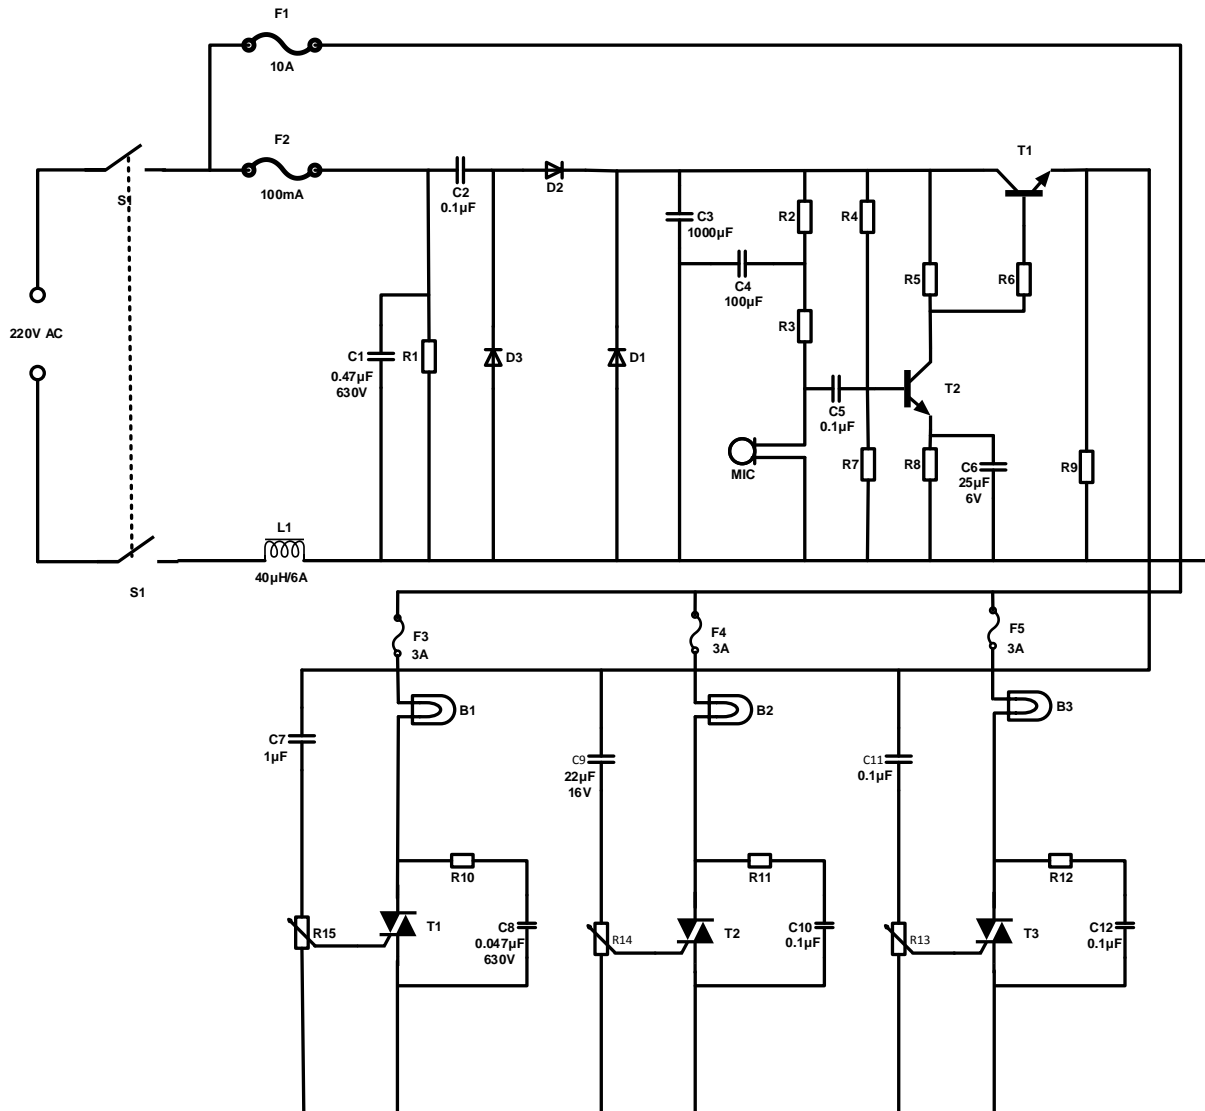 F1
10A
F2
100mA
T1
S1
C2
0.1µF
D2
C3
1000µF
R2
R4
R5
R6
C4
100µF
220V AC
R3
C1
0.47µF
630V
R1
D3
D1
T2
C5
0.1µF
MIC
R7
R8
C6
25µF
6V
R9
L1
40µH/6A
S1
F3
3A
F4
3A
F5
3A
B1
B2
B3
C7
1µF
C9
22µF
16V
C11
0.1µF
R10
R11
R12
R15
T1
C8
0.047µF
630V
R14
T2
C10
0.1µF
R13
T3
C12
0.1µF